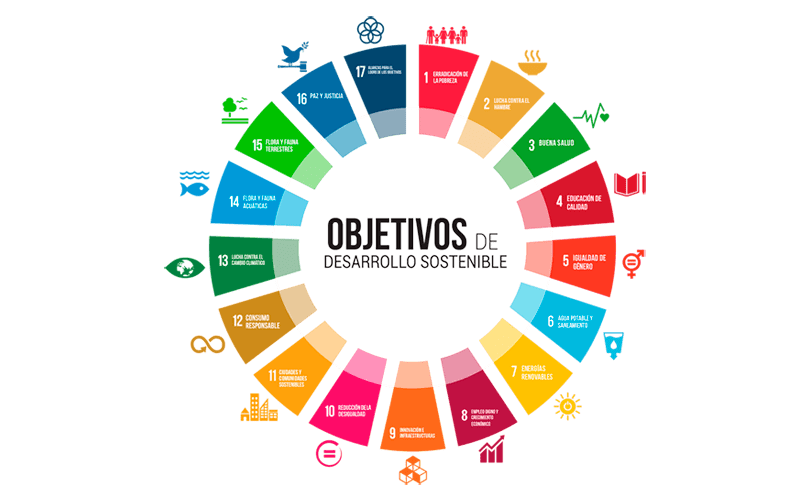 OBJETIVOS DE
DESARROLLO SOSTENIBLE
1 ERRADICACIÓN DE
LA POBREZA
2 LUCHA CONTRA EL
HAMBRE
3 BUENA SALUD
4 EDUCACIÓN DE
CALIDAD
5 IGUALDAD DE
GÉNERO
6 AGUA POTABLE Y
SANEAMIENTO
7 ENERGÍAS
RENOVABLES
8 EMPLEO DIGNO Y
CRECIMIENTO
ECONÓMICO
9 INNOVACIÓN E
INFRAESTRUCTURAS
10 REDUCCIÓN DE LA
DESIGUALDAD
11 CIUDADES Y
COMUNIDADES
SOSTENIBLES
12 CONSUMO
RESPONSABLE
13 LUCHA CONTRA EL
CAMBIO CLIMÁTICO
14 FLORA Y FAUNA
ACUÁTICAS
15 FLORA Y FAUNA
TERRESTRES
16 PAZ Y JUSTICIA
17 ALIANZAS PARA EL
LOGRO DE LOS OBJETIVOS